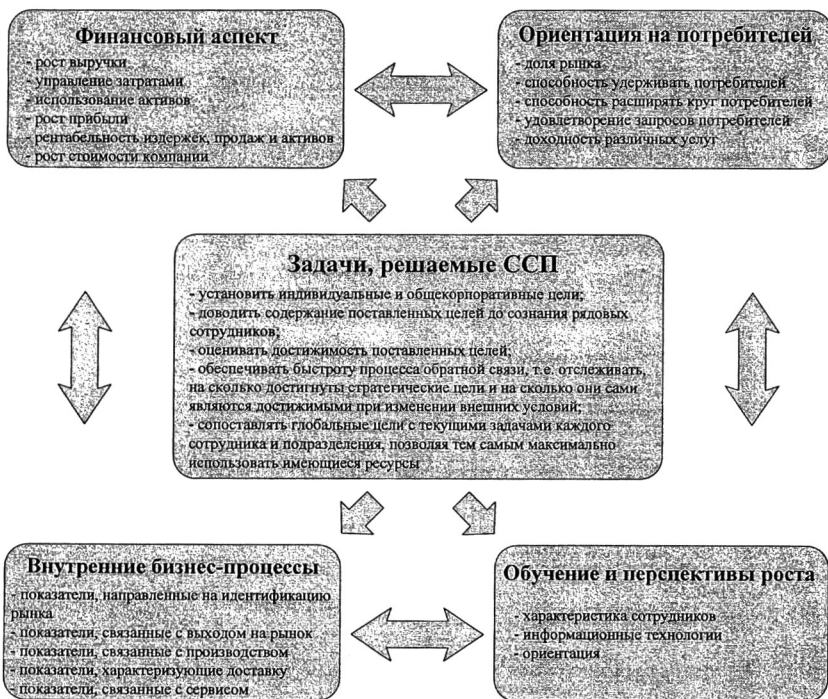 Финансовый аспект
- рост выручки
- управление затратами
- использование активов
- рост прибыли
- рентабельность издержек, продаж и активов
- рост стоимости компании
Ориентация на потребителей
- доля рынка
- способность удерживать потребителей
- способность расширять круг потребителей
- удовлетворение запросов потребителей
- доходность различных услуг
Задачи, решаемые ССП
- установить индивидуальные и общекорпоративные цели;
- доводить содержание поставленных целей до сознания рядовых
сотрудников;
- оценивать достижимость поставленных целей;
- обеспечивать быстроту процесса обратной связи, т.е. отслеживать,
на сколько достигнуты стратегические цели и на сколько они сами
являются достижимыми при изменении внешних условий;
- сопоставлять глобальные цели с текущими задачами каждого
сотрудника и подразделения, позволяя тем самым максимально
использовать имеющиеся ресурсы
Внутренние бизнес-процессы
- показатели, направленные на идентификацию
рынка
- показатели, связанные с выходом на рынок
- показатели, связанные с производством
- показатели, характеризующие доставку
- показатели, связанные с сервисом
Обучение и перспективы роста
- характеристика сотрудников
- информационные технологии
- ориентация